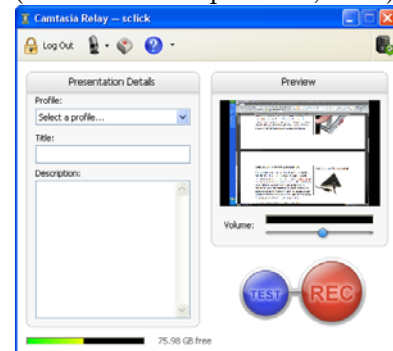 Camtasia Relay — sclick
Log Out
Presentation Details
Profile:
Select a profile...
Title:
Description:
Preview
Volume:
TEST
REC
75.98 GB free